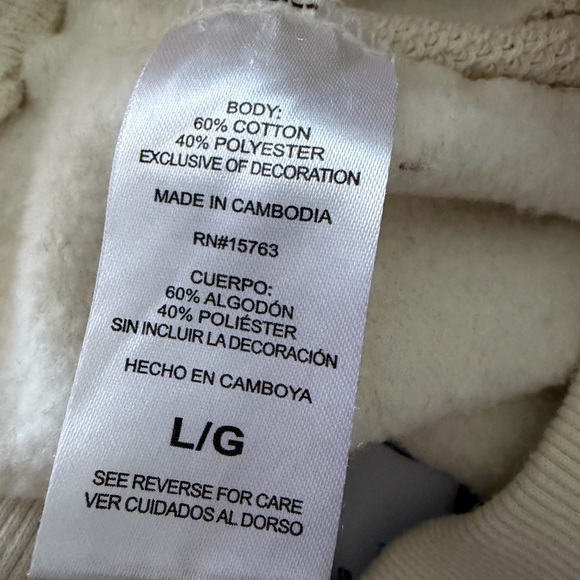 BODY:
60% COTTON
40% POLYESTER
EXCLUSIVE OF DECORATION
MADE IN CAMBODIA
RN#15763
CUERPO:
60% ALGODÓN
40% POLIÉSTER
SIN INCLUIR LA DECORACIÓN
HECHO EN CAMBOYA
L/G
SEE REVERSE FOR CARE
VER CUIDADOS AL DORSO